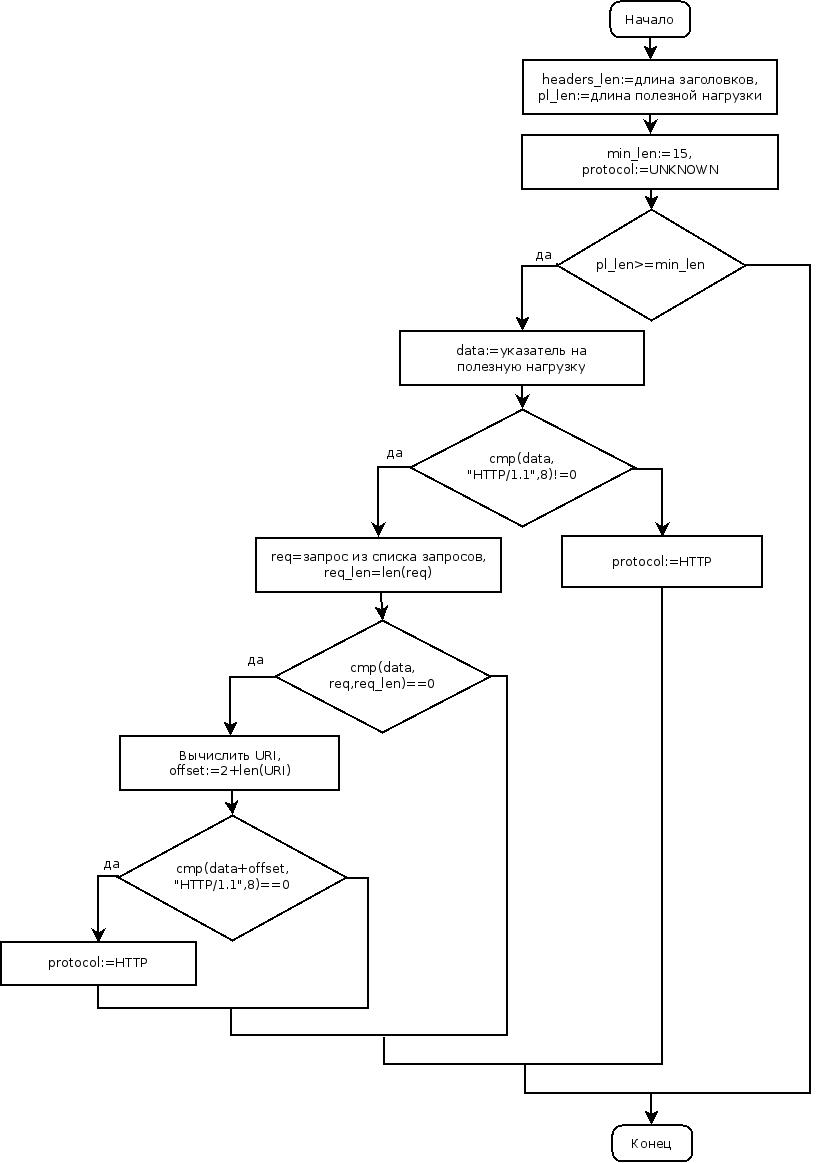 Начало
headers_len:=длина заголовков,
pl_len:=длина полезной нагрузки
min_len:=15,
protocol:=UNKNOWN
да
pl_len>=min_len
data:=указатель на
полезную нагрузку
да
cmp(data,
"HTTP/1.1",8)!=0
req=запрос из списка запросов,
req_len=len(req)
protocol:=HTTP
да
cmp(data,
req,req_len)==0
Вычислить URI,
offset:=2+len(URI)
да
cmp(data+offset,
"HTTP/1.1",8)==0
protocol:=HTTP
Конец